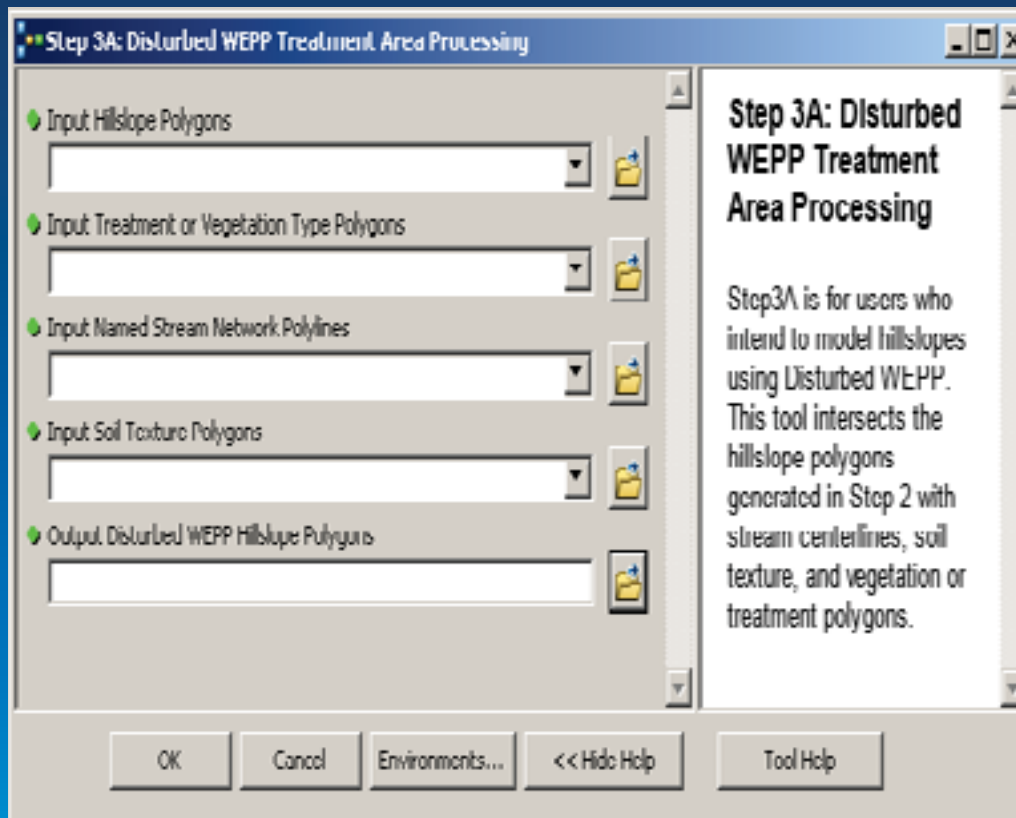 Step 3A: Disturbed WEPP Treatment Area Processing
Input Hillslope Polygons
Input Treatment or Vegetation Type Polygons
Input Named Stream Network Polylines
Input Soil Texture Polygons
Output Disturbed WEPP Hillslope Polygons
Step 3A: Disturbed
WEPP Treatment
Area Processing
Step3A is for users who
intend to model hillslopes
using Disturbed WEPP.
This tool intersects the
hillslope polygons
generated in Step 2 with
stream centerlines, soil
texture, and vegetation or
treatment polygons.
OK
Cancel
Environments...
<< Hide Help
Tool Help